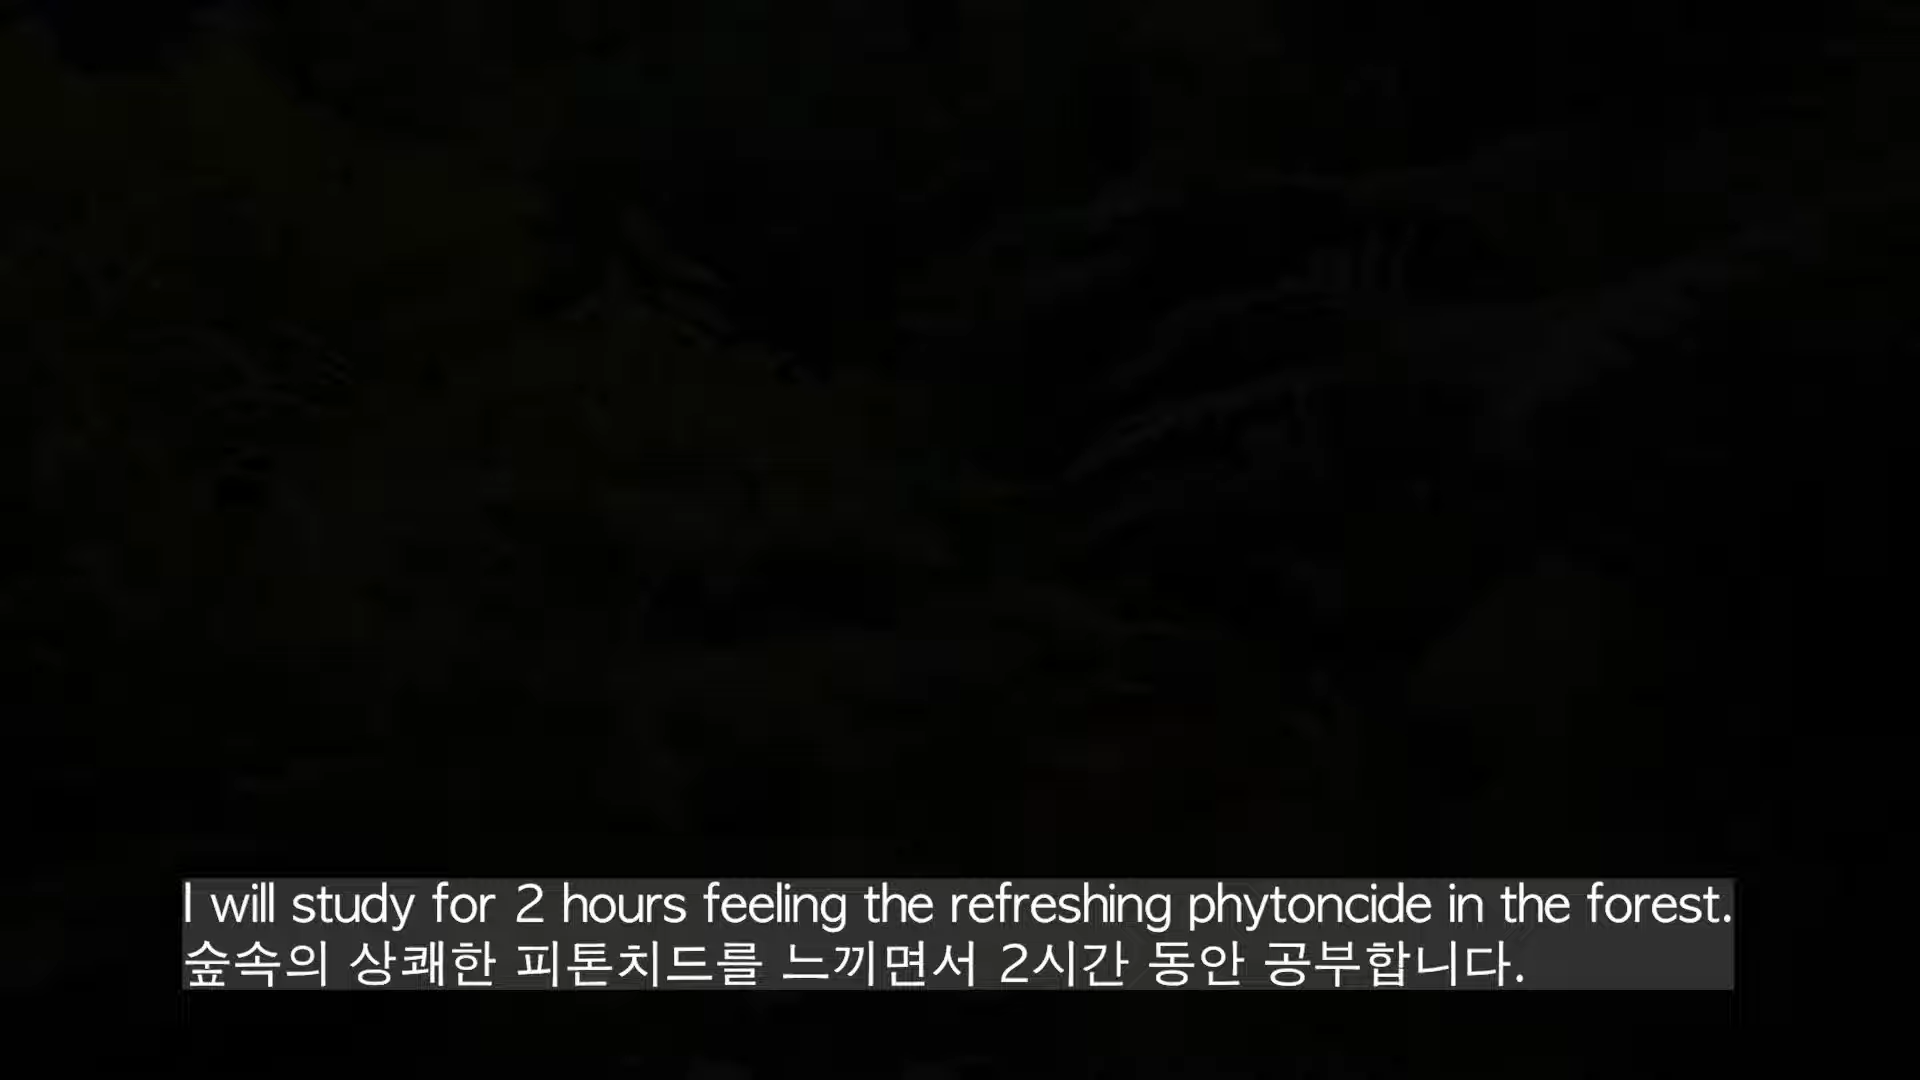 I will study for 2 hours feeling the refreshing phytoncide in the forest.
숲속의 상쾌한 피톤치드를 느끼면서 2시간 동안 공부합니다.